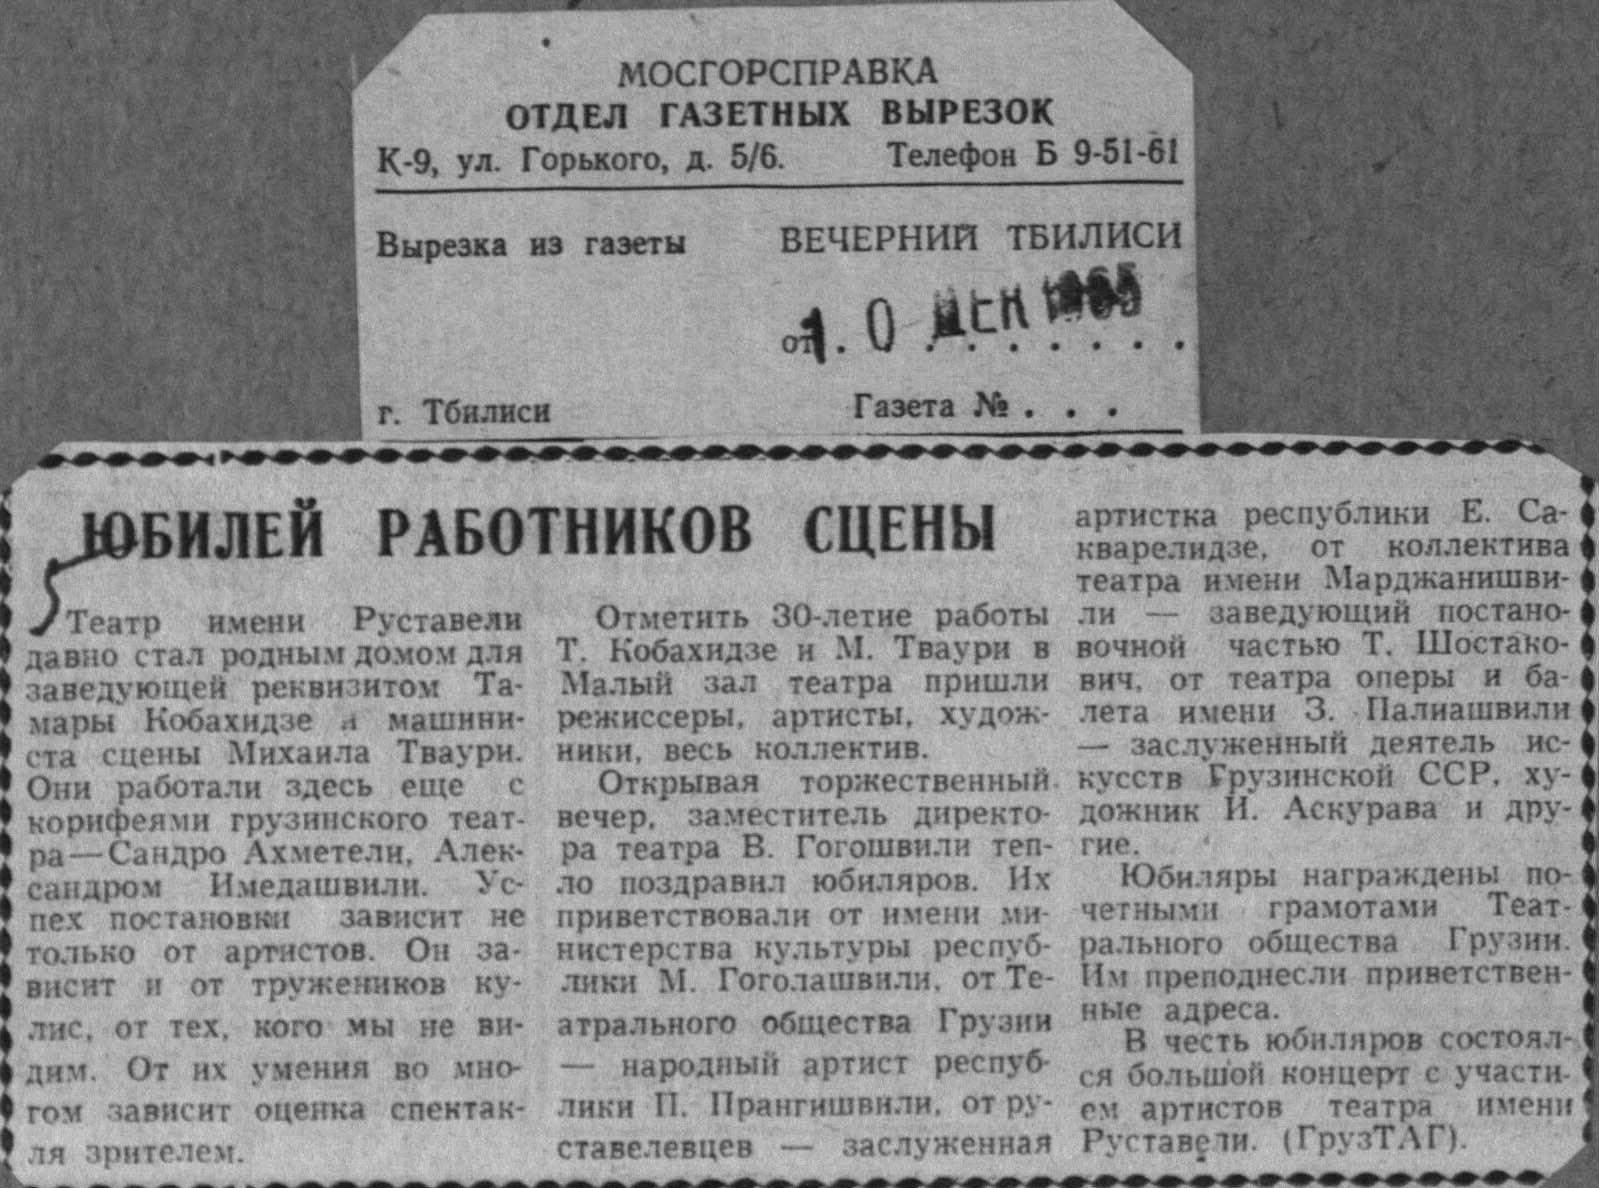 МОСГОРСПРАВКА
ОТДЕЛ ГАЗЕТНЫХ ВЫРЕЗОК
К-9, ул. Горького, д. 5/6. Телефон Б 9-51-61
Вырезка из газеты ВЕЧЕРНИЙ ТБИЛИСИ
от 10 ДЕК 1965
г. Тбилиси Газета № . . .
ЮБИЛЕЙ РАБОТНИКОВ СЦЕНЫ
Театр имени Руставели
давно стал родным домом для
заведующей реквизитом Та-
мары Кобахидзе и машини-
ста сцены Михаила Тваури.
Они работали здесь еще с
корифеями грузинского теат-
ра—Сандро Ахметели, Алек-
сандром Имедашвили. Ус-
пех постановки зависит не
только от артистов. Он за-
висит и от тружеников ку-
лис, от тех, кого мы не ви-
дим. От их умения во мно-
гом зависит оценка спектак-
ля зрителем.
Отметить 30-летие работы
Т. Кобахидзе и М. Тваури в
Малый зал театра пришли
режиссеры, артисты, худож-
ники, весь коллектив.
Открывая торжественный
вечер, заместитель директо-
ра театра В. Гогошвили теп-
ло поздравил юбиляров. Их
приветствовали от имени ми-
нистерства культуры респуб-
лики М. Гоголашвили, от Те-
атрального общества Грузии
— народный артист респуб-
лики П. Прангишвили, от ру-
ставелевцев — заслуженная
артистка республики Е. Са-
кварелидзе, от коллектива
театра имени Марджанишви-
ли — заведующий постано-
вочной частью Т. Шостако-
вич, от театра оперы и ба-
лета имени З. Палиашвили
— заслуженный деятель ис-
кусств Грузинской ССР, ху-
дожник И. Аскурава и дру-
гие.
Юбиляры награждены по-
четными грамотами Теат-
рального общества Грузии.
Им преподнесли приветствен-
ные адреса.
В честь юбиляров состоял-
ся большой концерт с участи-
ем артистов театра имени
Руставели. (ГрузТАГ).